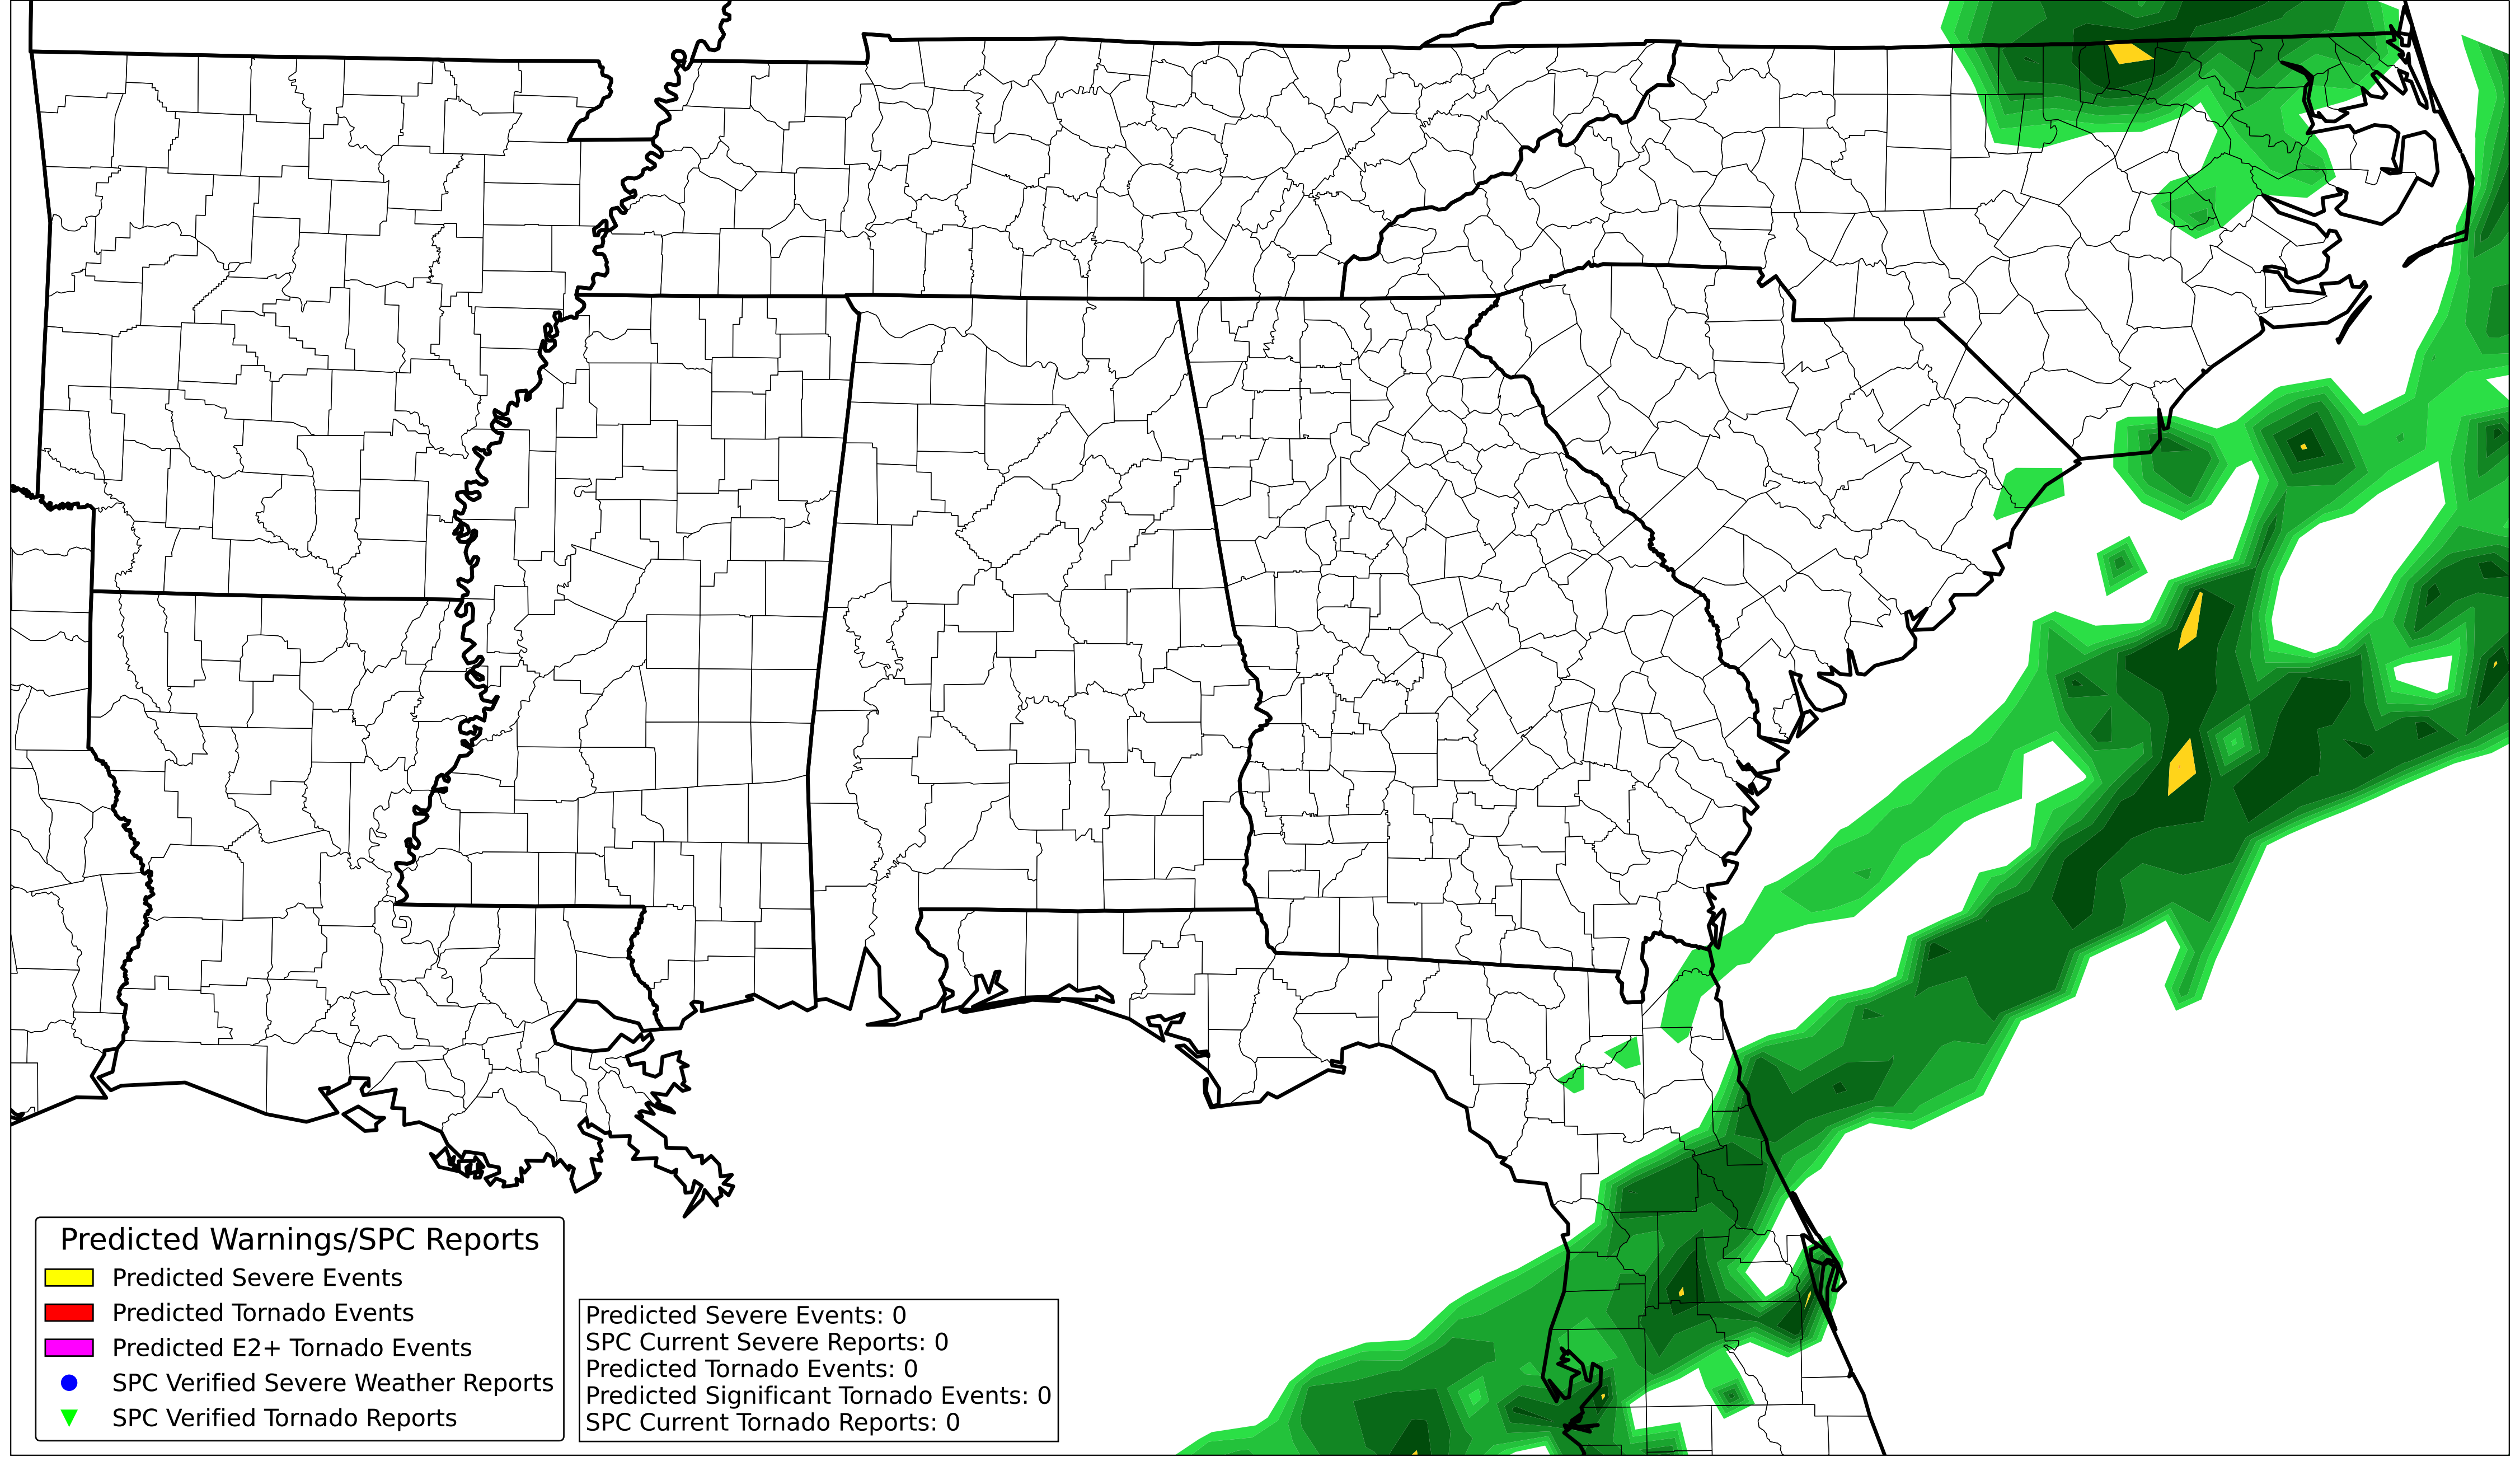 Predicted Warnings/SPC Reports
Predicted Severe Events
Predicted Tornado Events
Predicted E2+ Tornado Events
SPC Verified Severe Weather Reports
SPC Verified Tornado Reports
Predicted Severe Events: 0
SPC Current Severe Reports: 0
Predicted Tornado Events: 0
Predicted Significant Tornado Events: 0
SPC Current Tornado Reports: 0